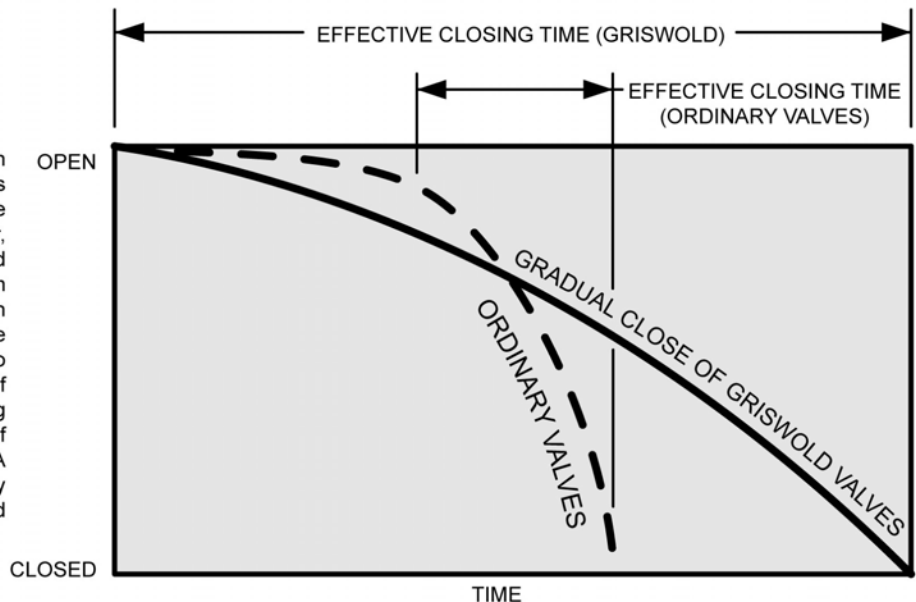 EFFECTIVE CLOSING TIME (GRISWOLD)
EFFECTIVE CLOSING TIME
(ORDINARY VALVES)
OPEN
GRADUAL CLOSE OF GRISWOLD VALVES
ORDINARY VALVES
CLOSED
TIME